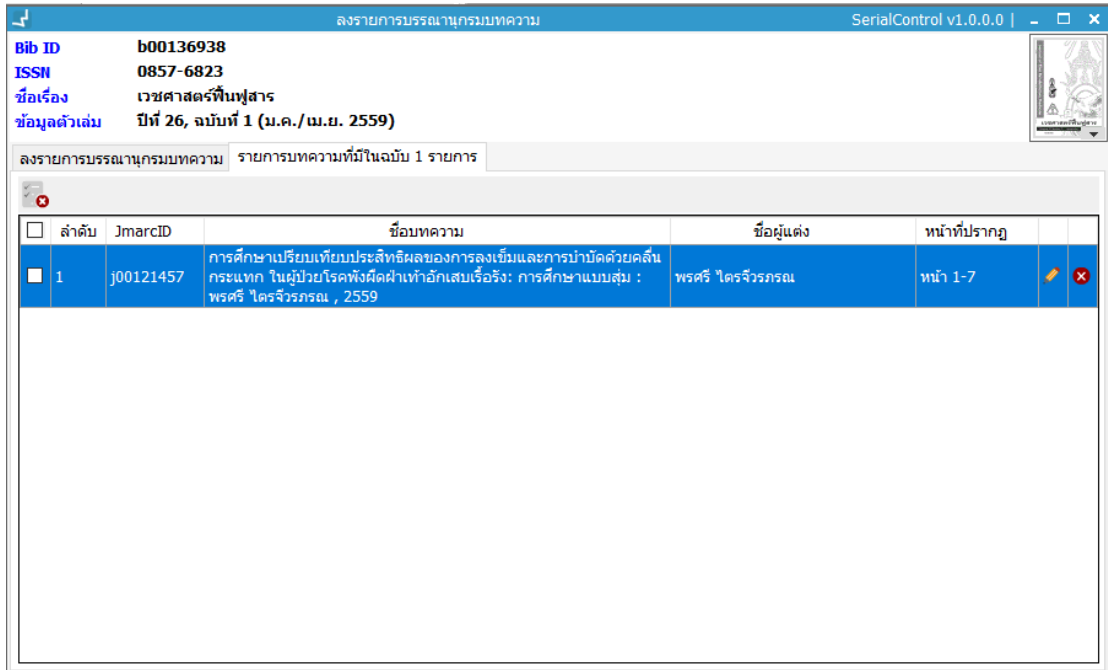 ลงรายการบรรณานุกรมบทความ SerialControl v1.0.0.0 |
Bib ID b00136938
ISSN 0857-6823
ชื่อเรื่อง เวชศาสตร์ฟื้นฟูสาร
ข้อมูลตัวเล่ม ปีที่ 26, ฉบับที่ 1 (ม.ค./เม.ย. 2559)
ลงรายการบรรณานุกรมบทความ รายการบทความที่มีในฉบับ 1 รายการ
ลำดับ JmarcID ชื่อบทความ ชื่อผู้แต่ง หน้าที่ปรากฏ
การศึกษาเปรียบเทียบประสิทธิผลของการลงเข็มและการบำบัดด้วยคลื่น
1 j00121457 กระแทก ในผู้ป่วยโรคพังผืดฝ่าเท้าอักเสบเรื้อรัง: การศึกษาแบบสุ่ม : พรศรี ไตรจีวรภรณ หน้า 1-7
พรศรี ไตรจีวรภรณ , 2559